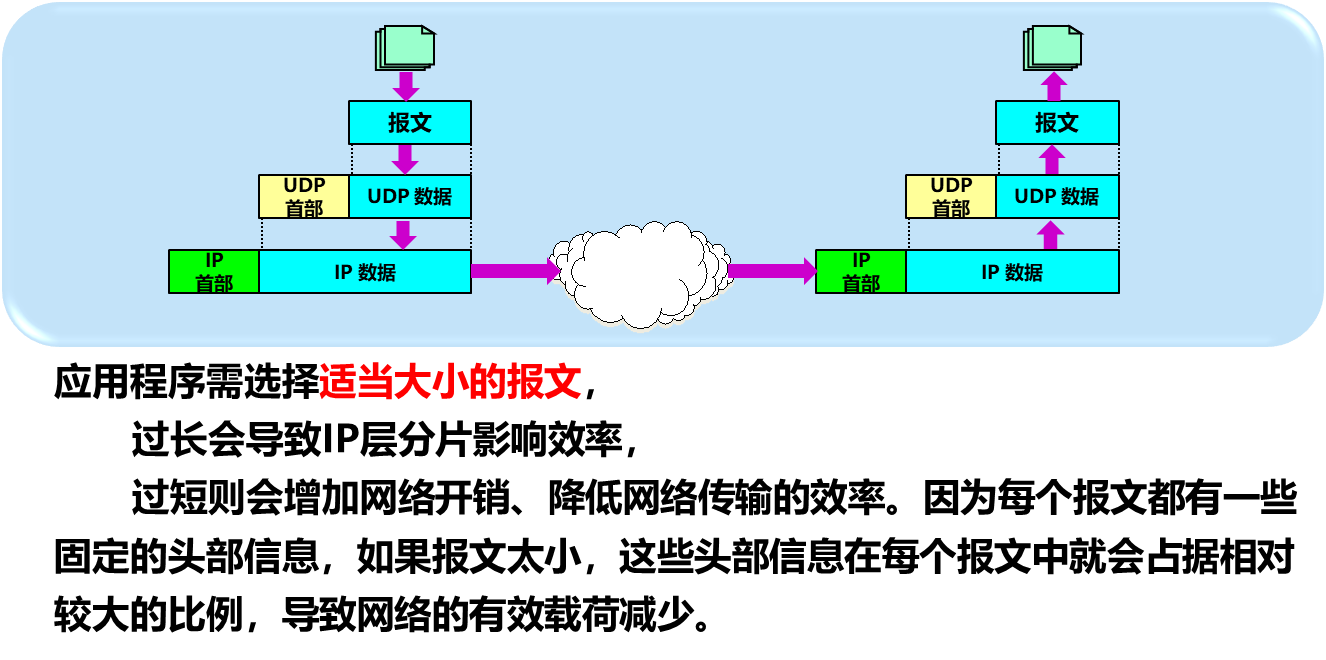 报文
报文
UDP
首部
UDP 数据
UDP
首部
UDP 数据
IP
首部
IP 数据
IP
首部
IP 数据
应用程序需选择适当大小的报文，
过长会导致IP层分片影响效率，
过短则会增加网络开销、降低网络传输的效率。因为每个报文都有一些
固定的头部信息，如果报文太小，这些头部信息在每个报文中就会占据相对
较大的比例，导致网络的有效载荷减少。